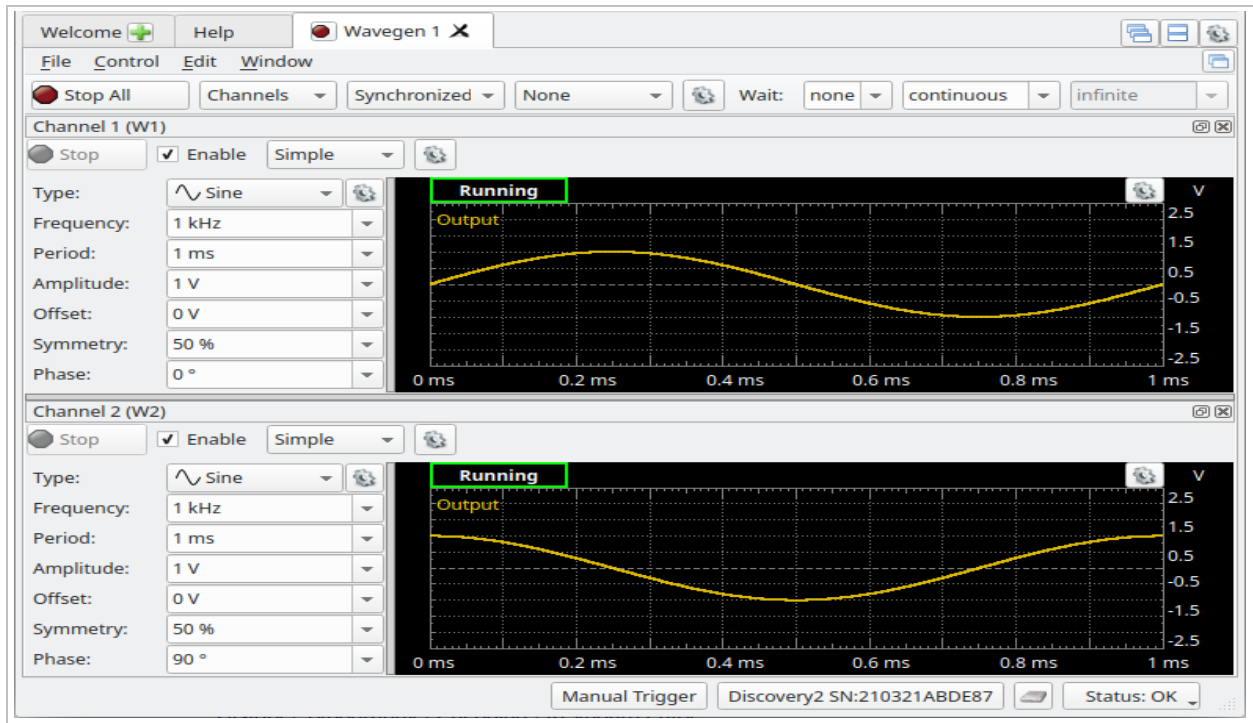 Welcome Help Wavegen 1
File Control Edit Window
Stop All Channels Synchronized None Wait: none continuous infinite
Channel 1 (W1)
Stop Enable Simple
Type: Sine
Frequency: 1 kHz
Period: 1 ms
Amplitude: 1 V
Offset: 0 V
Symmetry: 50 %
Phase: 0 °
Running V
Output
2.5
1.5
0.5
-0.5
-1.5
-2.5
0 ms 0.2 ms 0.4 ms 0.6 ms 0.8 ms 1 ms
Channel 2 (W2)
Stop Enable Simple
Type: Sine
Frequency: 1 kHz
Period: 1 ms
Amplitude: 1 V
Offset: 0 V
Symmetry: 50 %
Phase: 90 °
Running V
Output
2.5
1.5
0.5
-0.5
-1.5
-2.5
0 ms 0.2 ms 0.4 ms 0.6 ms 0.8 ms 1 ms
Manual Trigger Discovery2 SN:210321ABDE87 Status: OK